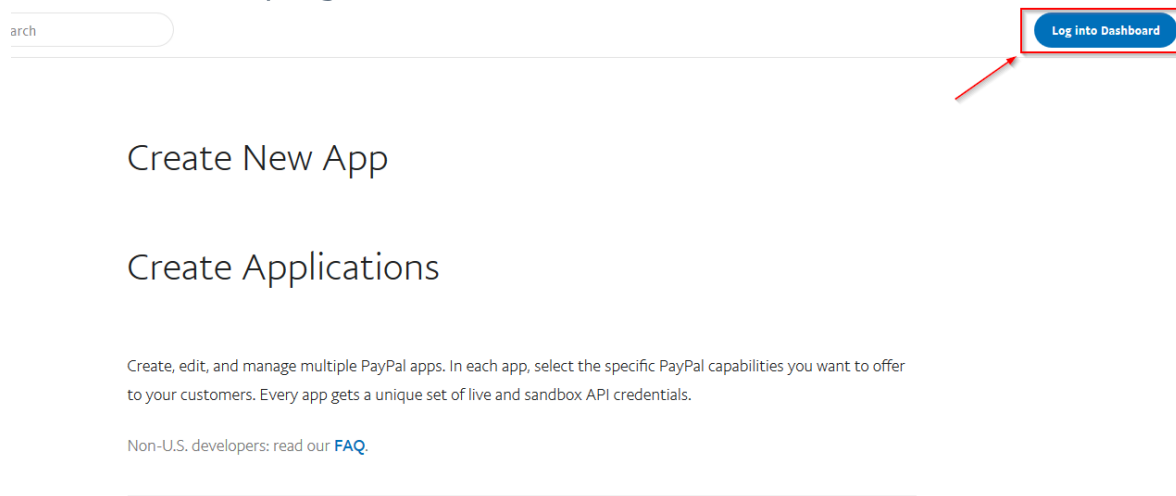 arch
Log into Dashboard
Create New App
Create Applications
Create, edit, and manage multiple PayPal apps. In each app, select the specific PayPal capabilities you want to offer
to your customers. Every app gets a unique set of live and sandbox API credentials.
Non-U.S. developers: read our FAQ.